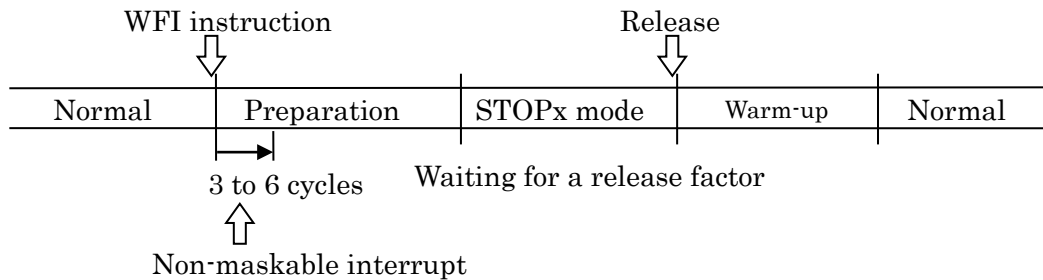 WFI instruction
Release
Normal
Preparation
STOPx mode
Warm-up
Normal
3 to 6 cycles
Waiting for a release factor
Non-maskable interrupt